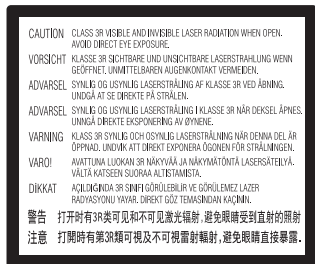 CAUTION CLASS 3R VISIBLE AND INVISIBLE LASER RADIATION WHEN OPEN.
AVOID DIRECT EYE EXPOSURE.
VORSICHT KLASSE 3R SICHTBARE UND UNSICHTBARE LASERSTRAHLUNG WENN
GEÖFFNET. UNMITTELBAREN AUGENKONTAKT VERMEIDEN.
ADVARSEL SYNLIG OG USYNLIG LASERSTRÅLING AF KLASSE 3R VED ÅBNING.
UNDGÅ AT SE DIREKTE PÅ STRÅLEN.
ADVARSEL SYNLIG OG USYNLIG LASERSTRÅLING I KLASSE 3R NÅR DEKSEL ÅPNES.
UNNGÅ DIREKTE EKSPONERING AV ØYNENE.
VARNING KLASS 3R SYNLIG OCH OSYNLIG LASERSTRÅLNING NÄR DENNA DEL ÄR
ÖPPNAD. UNDVIK ATT DIREKT EXPONERA ÖGONEN FÖR STRÅLNINGEN.
VARO! AVATTUNA LUOKAN 3R NÄKYVÄÄ JA NÄKYMÄTÖNTÄ LASERSÄTEILYÄ.
VÄLTÄ KATSEEN SUORAA ALTISTAMISTA.
DİKKAT AÇILDIĞINDA 3R SINIFI GÖRÜLEBİLİR VE GÖRÜLEMEZ LAZER
RADYASYONU YAYAR. DİREKT GÖZ TEMASINDAN KAÇININ.
警告 打开时有3R类可见和不可见激光辐射,避免眼睛受到直射的照射
注意 打開時有第3R類可視及不可視雷射輻射,避免眼睛直接暴露.